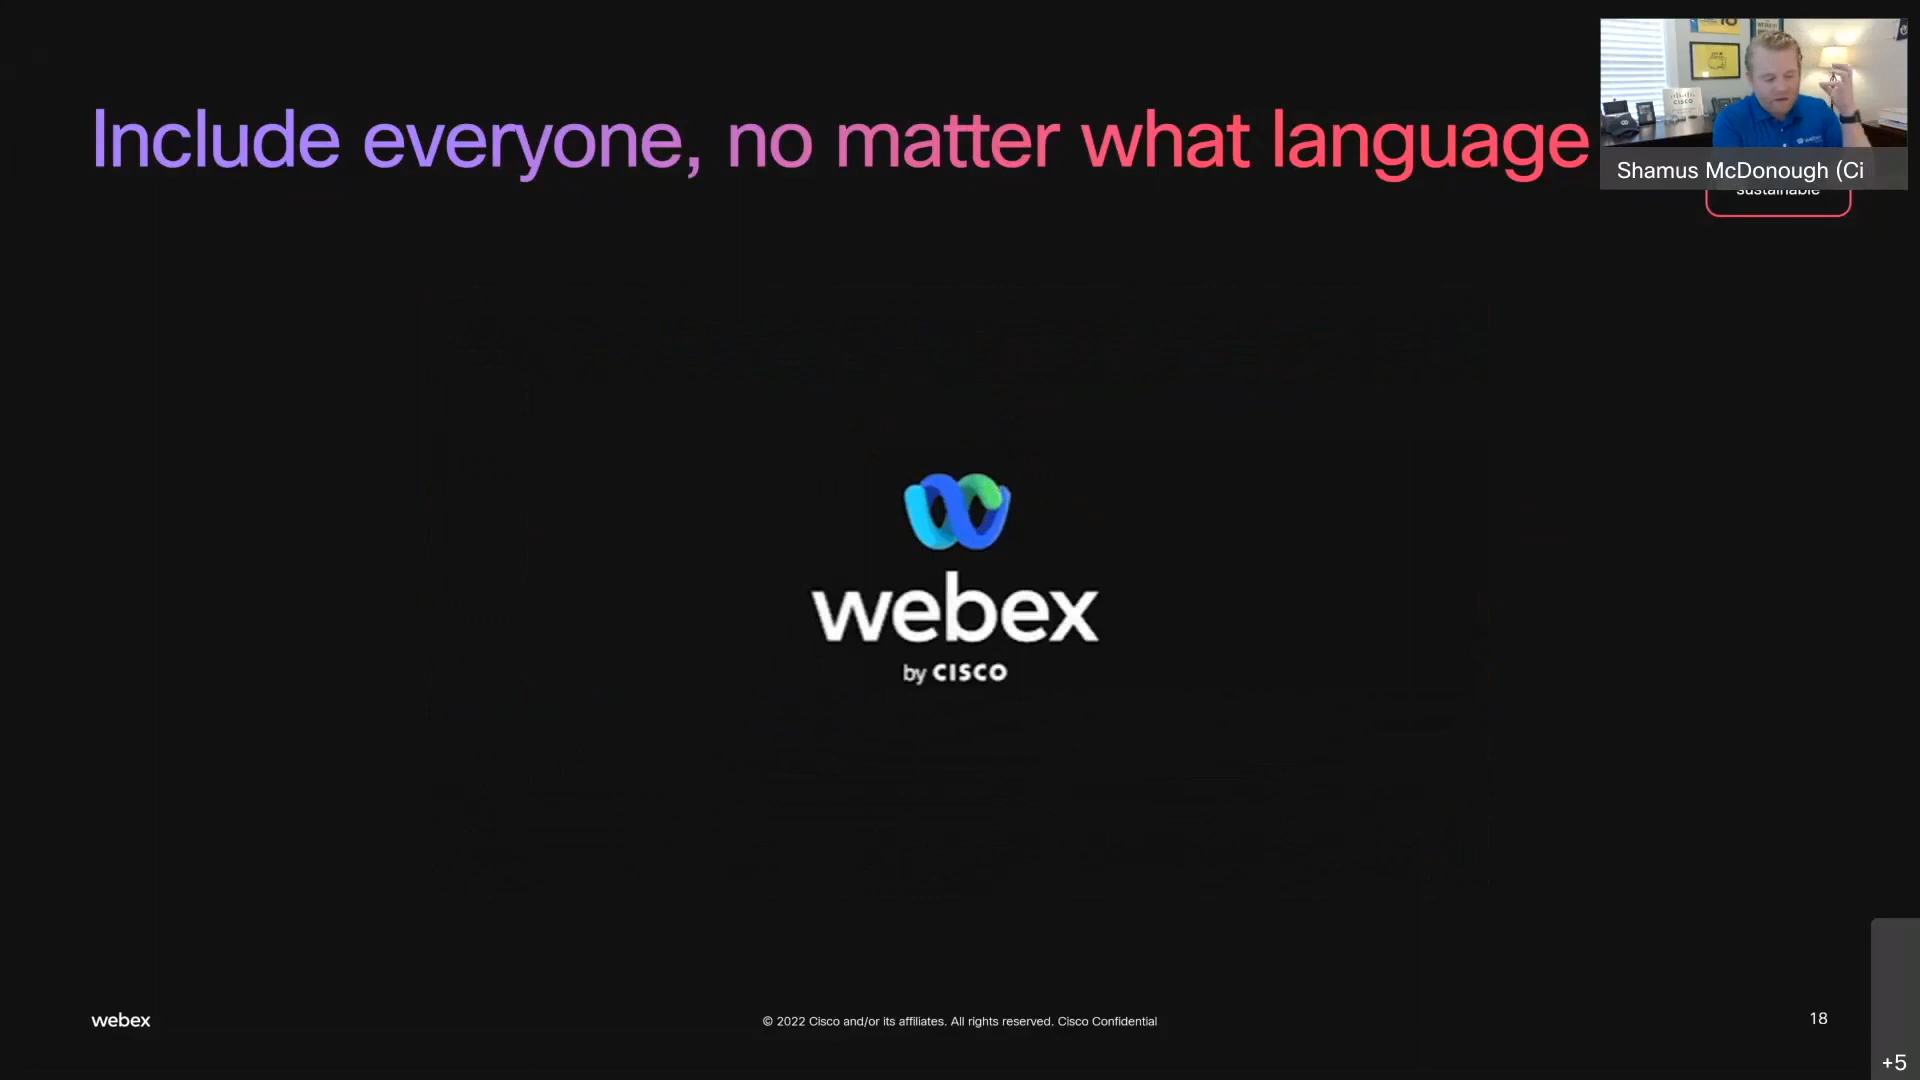 Include everyone, no matter what language
Shamus McDonough (Ci
sustainable
webex
by CISCO
webex
© 2022 Cisco and/or its affiliates. All rights reserved. Cisco Confidential
18
+5